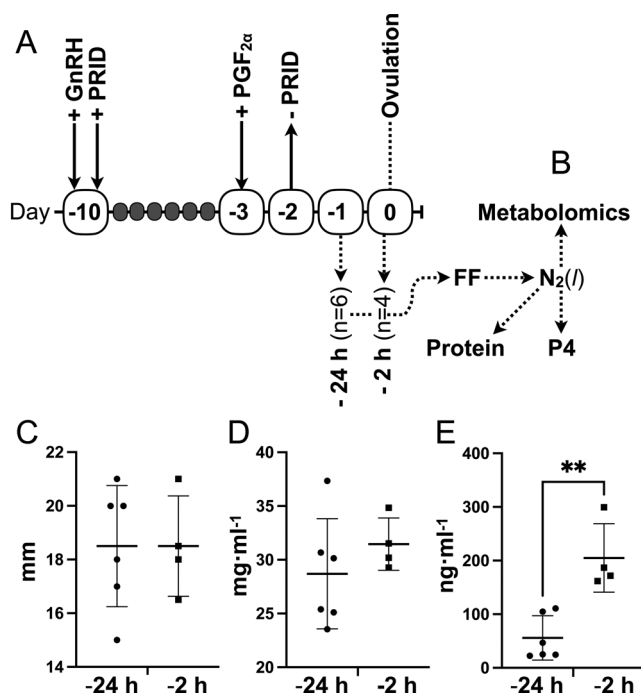 A
+ GnRH
+ PRID
+ PGF2α
- PRID
Ovulation
B
Day -10 -3 -2 -1 0
Metabolomics
FF N2(l)
- 24 h (n=6)
- 2 h (n=4)
Protein P4
C
mm
22
20
18
16
14
-24 h -2 h
D
mg·ml-1
40
35
30
25
20
-24 h -2 h
E
ng·ml-1
400
300
200
100
0
**
-24 h -2 h